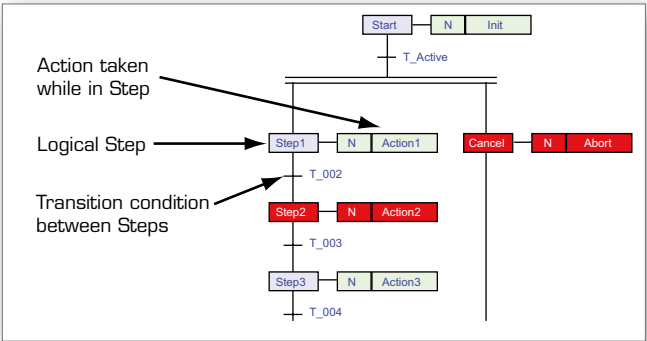 Start N Init
T_Active
Action taken
while in Step
Logical Step
Step1 N Action1
Cancel N Abort
Transition condition
between Steps
T_002
Step2 N Action2
T_003
Step3 N Action3
T_004